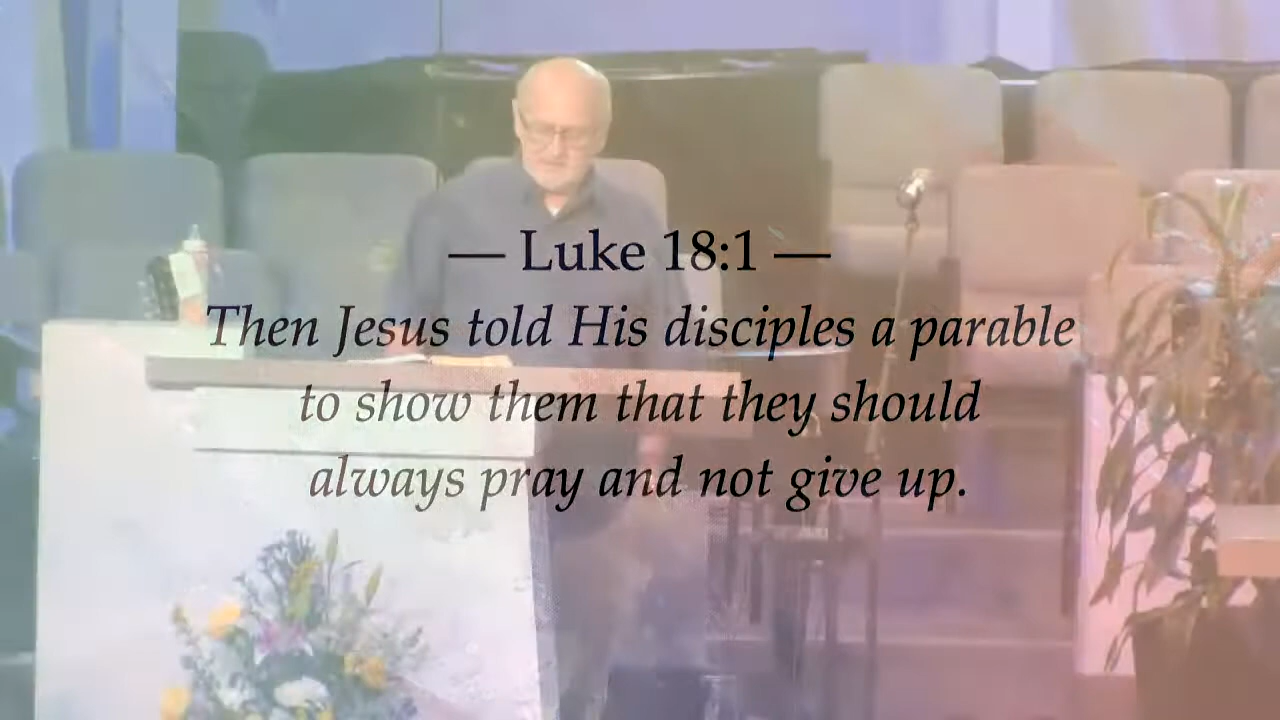 — Luke 18:1 —
Then Jesus told His disciples a parable
to show them that they should
always pray and not give up.